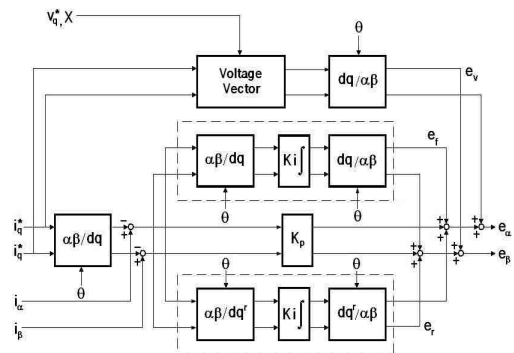 v*q, X
θ
Voltage
Vector
dq/αβ
ev
αβ/dq
Ki∫
dq/αβ
ef
θ
θ
i*q
i*q
αβ/dq
θ
−
+
−
+
θ
θ
Kp
+
+
+
+
+
+
+
+
eα
eβ
iα
iβ
θ
θ
αβ/dqr
Ki∫
dqr/αβ
er